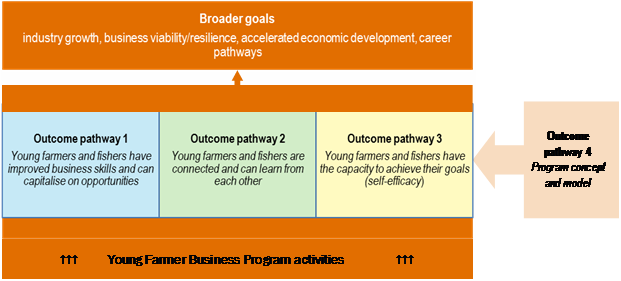 Broader goals
industry growth, business viability/resilience, accelerated economic development, career
pathways
Outcome pathway 1
Young farmers and fishers have
improved business skills and can
capitalise on opportunities
Outcome pathway 2
Young farmers and fishers are
connected and can learn from
each other
Outcome pathway 3
Young farmers and fishers have
the capacity to achieve their goals
(self-efficacy)
Outcome
pathway 4
Program concept
and model
↑↑↑ Young Farmer Business Program activities ↑↑↑